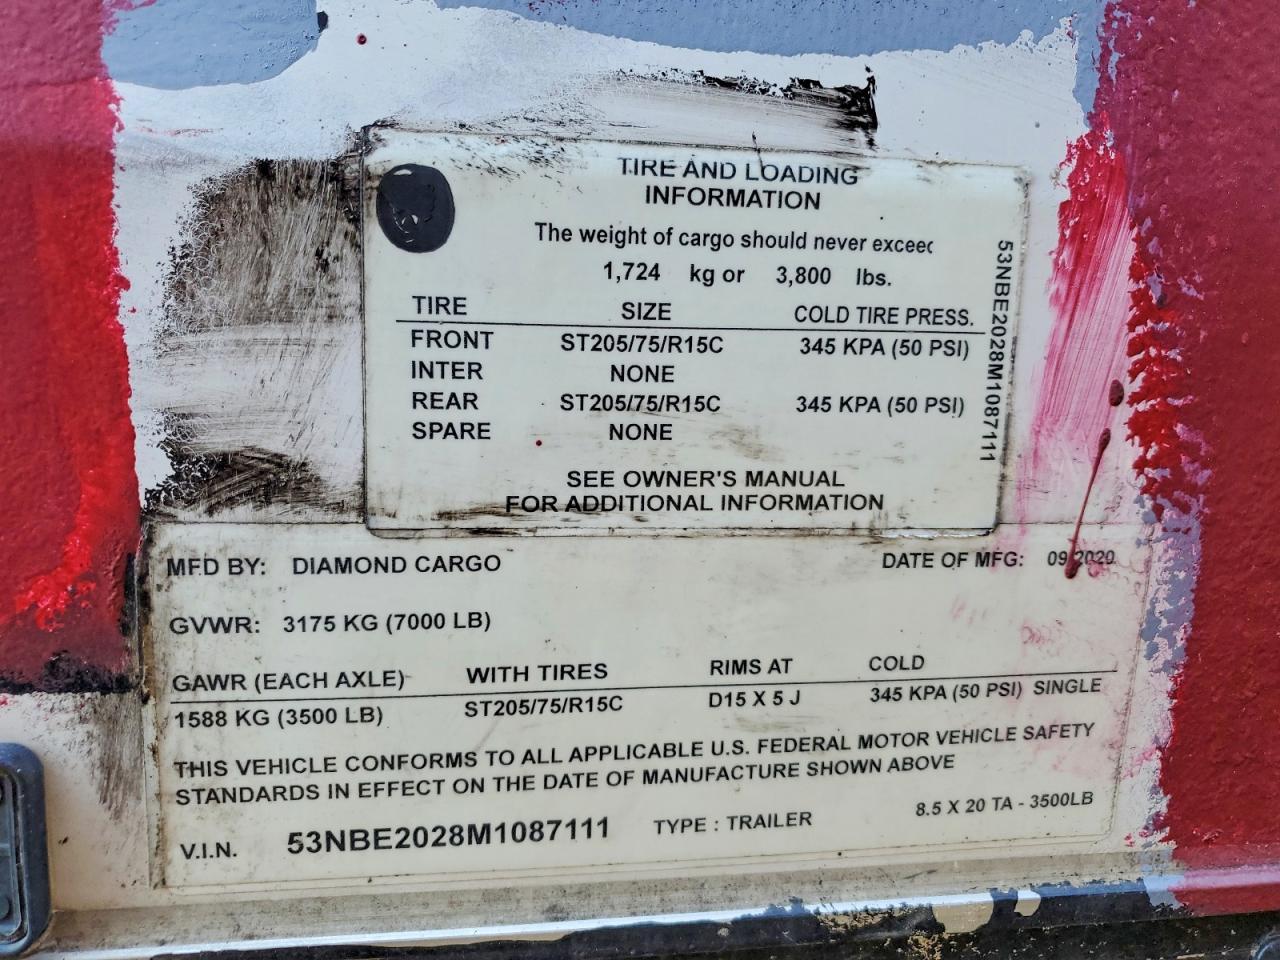 TIRE AND LOADING
INFORMATION
The weight of cargo should never exceed
1,724 kg or 3,800 lbs.
TIRE SIZE COLD TIRE PRESS.
FRONT ST205/75/R15C 345 KPA (50 PSI)
INTER NONE
REAR ST205/75/R15C 345 KPA (50 PSI)
SPARE NONE
SEE OWNER'S MANUAL
FOR ADDITIONAL INFORMATION
53NBE2028M1087111
MFD BY: DIAMOND CARGO DATE OF MFG: 09/2020
GVWR: 3175 KG (7000 LB)
GAWR (EACH AXLE) WITH TIRES RIMS AT COLD
1588 KG (3500 LB) ST205/75/R15C D15 X 5 J 345 KPA (50 PSI) SINGLE
THIS VEHICLE CONFORMS TO ALL APPLICABLE U.S. FEDERAL MOTOR VEHICLE SAFETY
STANDARDS IN EFFECT ON THE DATE OF MANUFACTURE SHOWN ABOVE
V.I.N. 53NBE2028M1087111 TYPE : TRAILER 8.5 X 20 TA - 3500LB